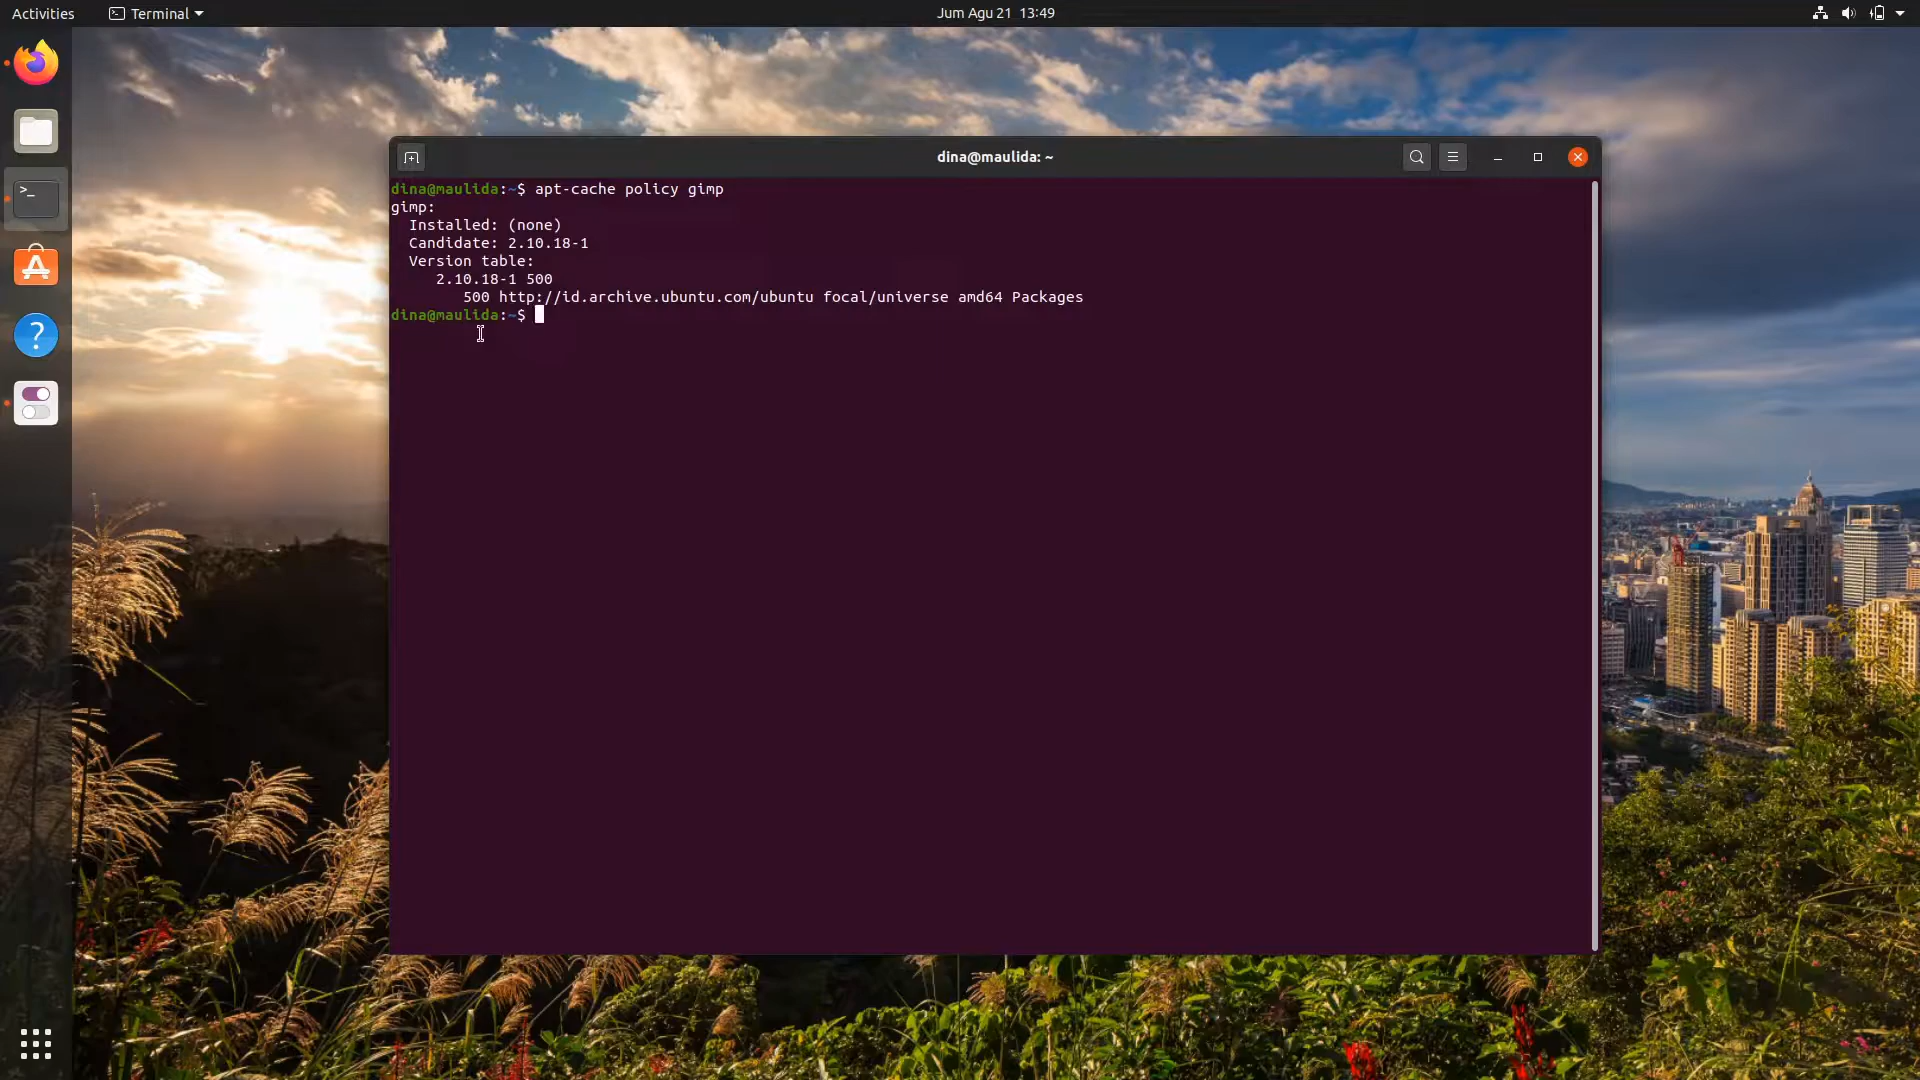 Activities
Terminal
Jum Agu 21 13:49
dina@maulida: ~
dina@maulida:~$ apt-cache policy gimp
gimp:
  Installed: (none)
  Candidate: 2.10.18-1
  Version table:
     2.10.18-1 500
        500 http://id.archive.ubuntu.com/ubuntu focal/universe amd64 Packages
dina@maulida:~$